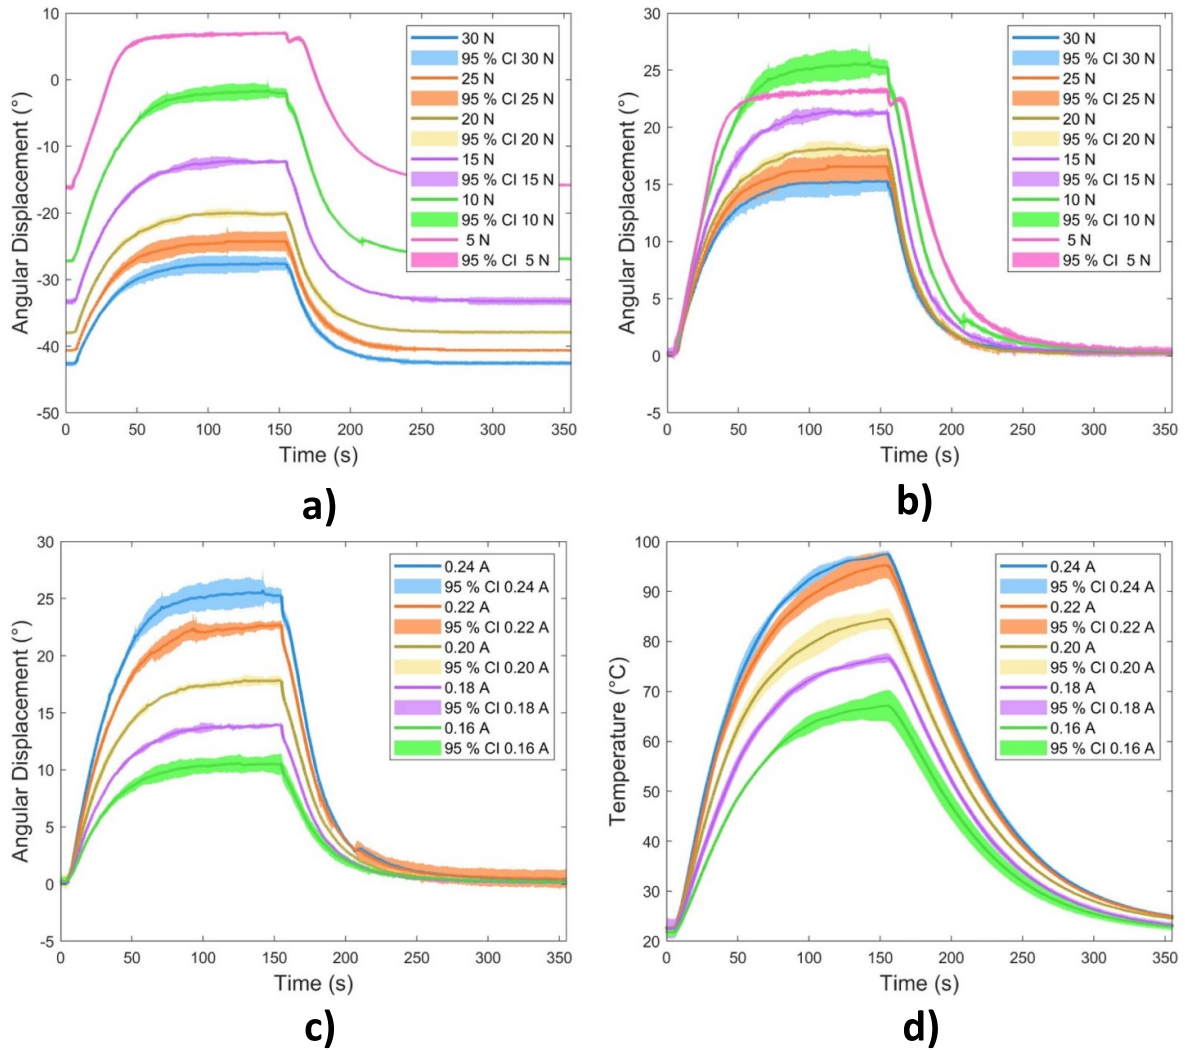 10
0
-10
-20
-30
-40
-50
0 50 100 150 200 250 300 350
Angular Displacement (°)
Time (s)
30 N
95 % CI 30 N
25 N
95 % CI 25 N
20 N
95 % CI 20 N
15 N
95 % CI 15 N
10 N
95 % CI 10 N
5 N
95 % CI 5 N
a)
30
25
20
15
10
5
0
-5
0 50 100 150 200 250 300 350
Angular Displacement (°)
Time (s)
30 N
95 % CI 30 N
25 N
95 % CI 25 N
20 N
95 % CI 20 N
15 N
95 % CI 15 N
10 N
95 % CI 10 N
5 N
95 % CI 5 N
b)
30
25
20
15
10
5
0
-5
0 50 100 150 200 250 300 350
Angular Displacement (°)
Time (s)
0.24 A
95 % CI 0.24 A
0.22 A
95 % CI 0.22 A
0.20 A
95 % CI 0.20 A
0.18 A
95 % CI 0.18 A
0.16 A
95 % CI 0.16 A
c)
100
90
80
70
60
50
40
30
20
0 50 100 150 200 250 300 350
Temperature (°C)
Time (s)
0.24 A
95 % CI 0.24 A
0.22 A
95 % CI 0.22 A
0.20 A
95 % CI 0.20 A
0.18 A
95 % CI 0.18 A
0.16 A
95 % CI 0.16 A
d)